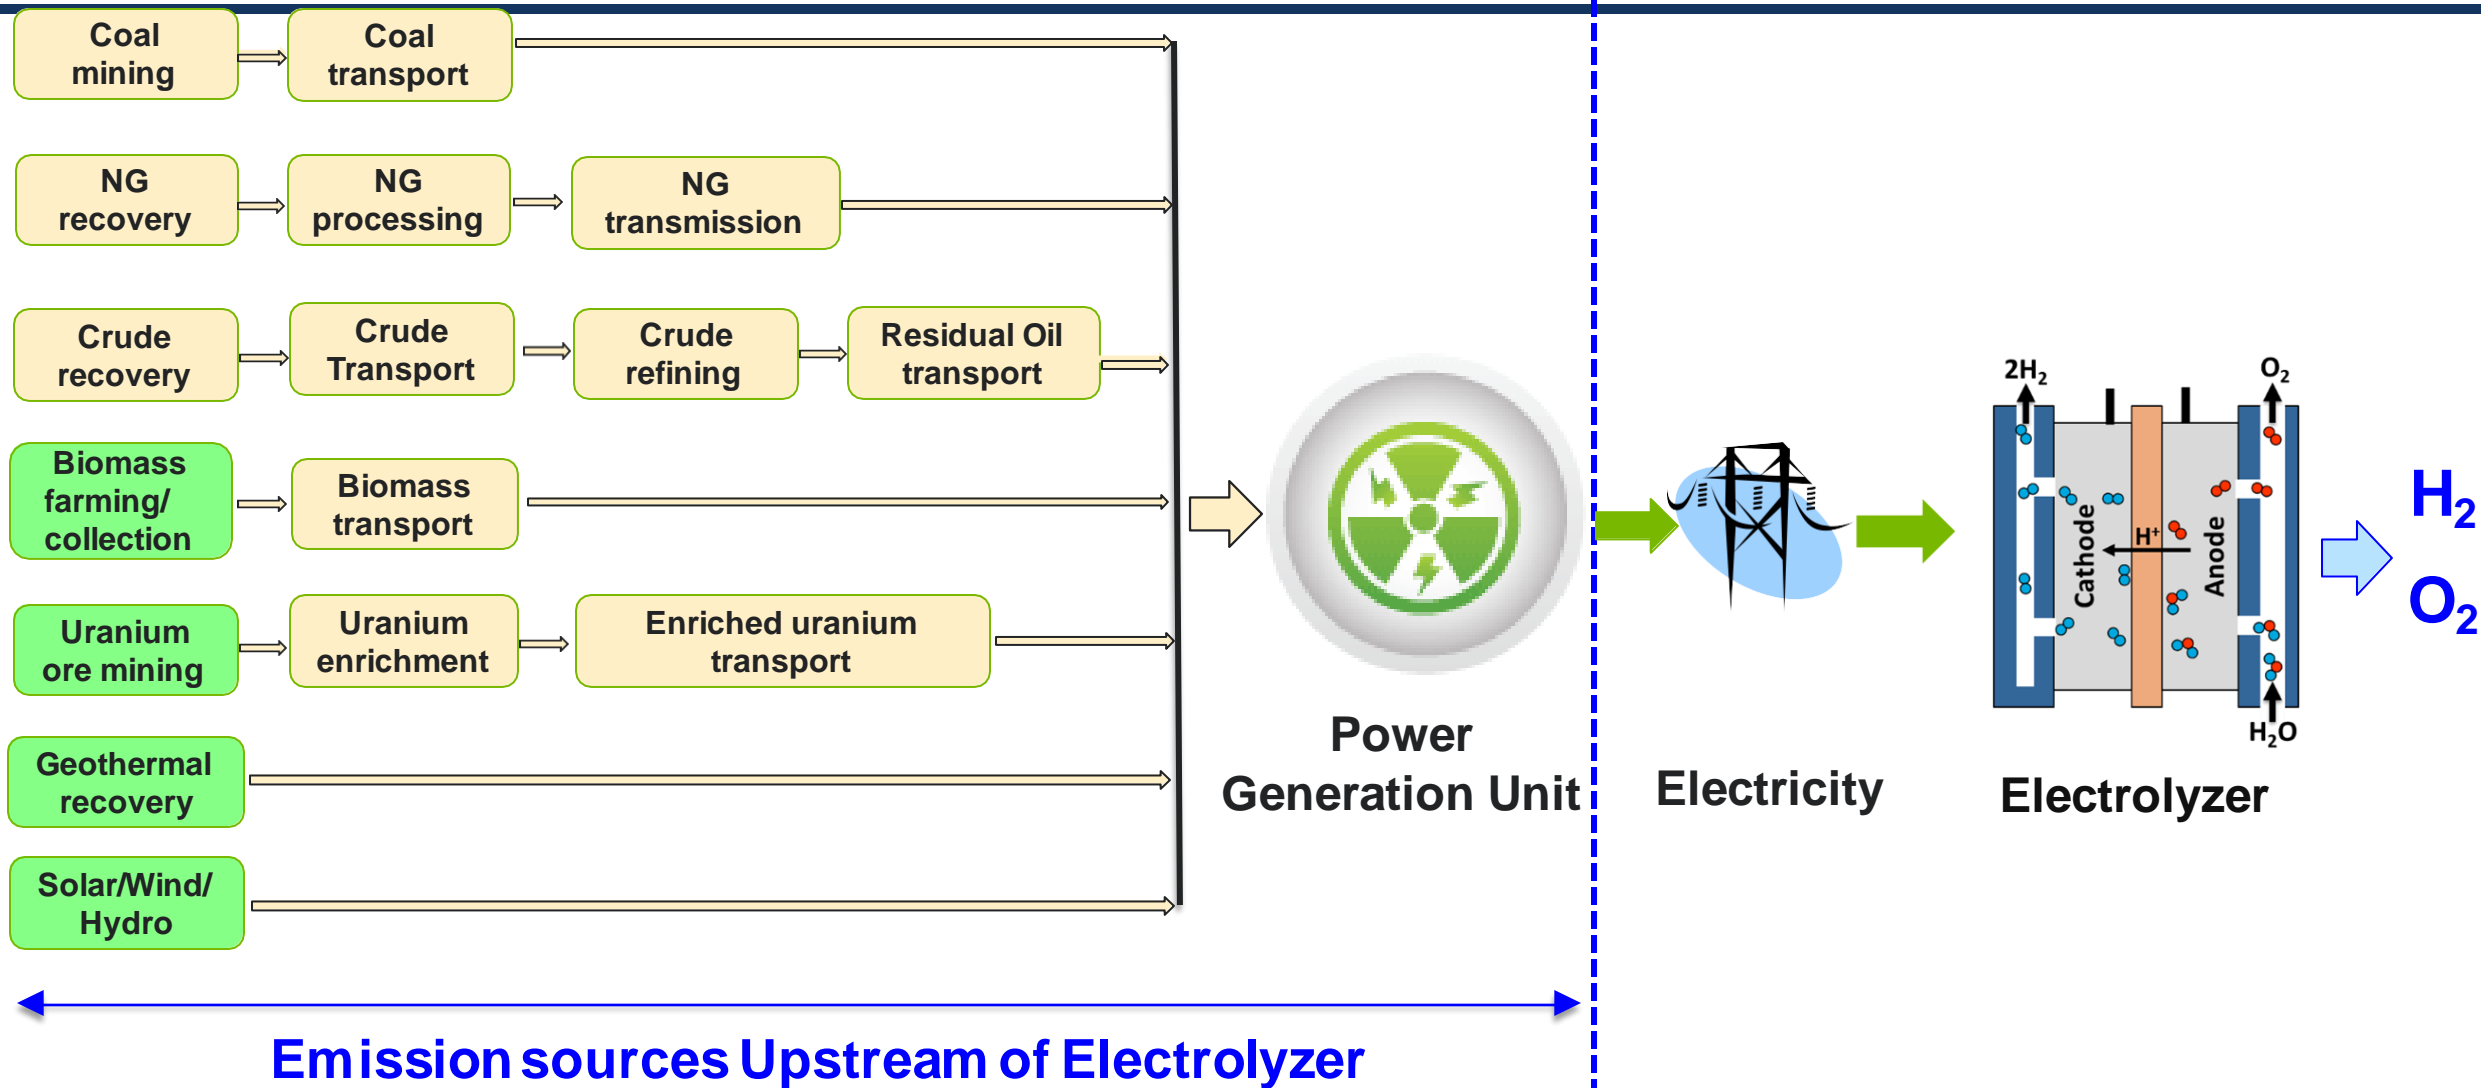 Coal
mining
Coal
transport
NG
recovery
NG
processing
NG
transmission
Crude
recovery
Crude
Transport
Crude
refining
Residual Oil
transport
Biomass
farming/
collection
Biomass
transport
Uranium
ore mining
Uranium
enrichment
Enriched uranium
transport
Geothermal
recovery
Solar/Wind/
Hydro
Power
Generation Unit
Electricity
2H₂
O₂
Cathode
H⁺
Anode
H₂O
Electrolyzer
H₂
O₂
Emission sources Upstream of Electrolyzer